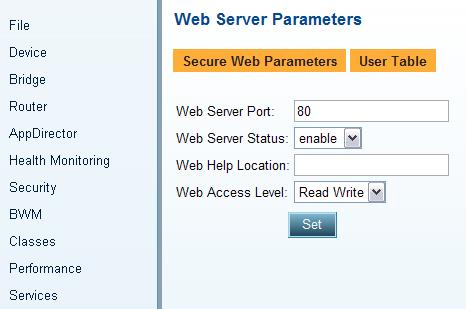 File
Device
Bridge
Router
AppDirector
Health Monitoring
Security
BWM
Classes
Performance
Services
Web Server Parameters
Secure Web Parameters User Table
Web Server Port: 80
Web Server Status: enable
Web Help Location:
Web Access Level: Read Write
Set